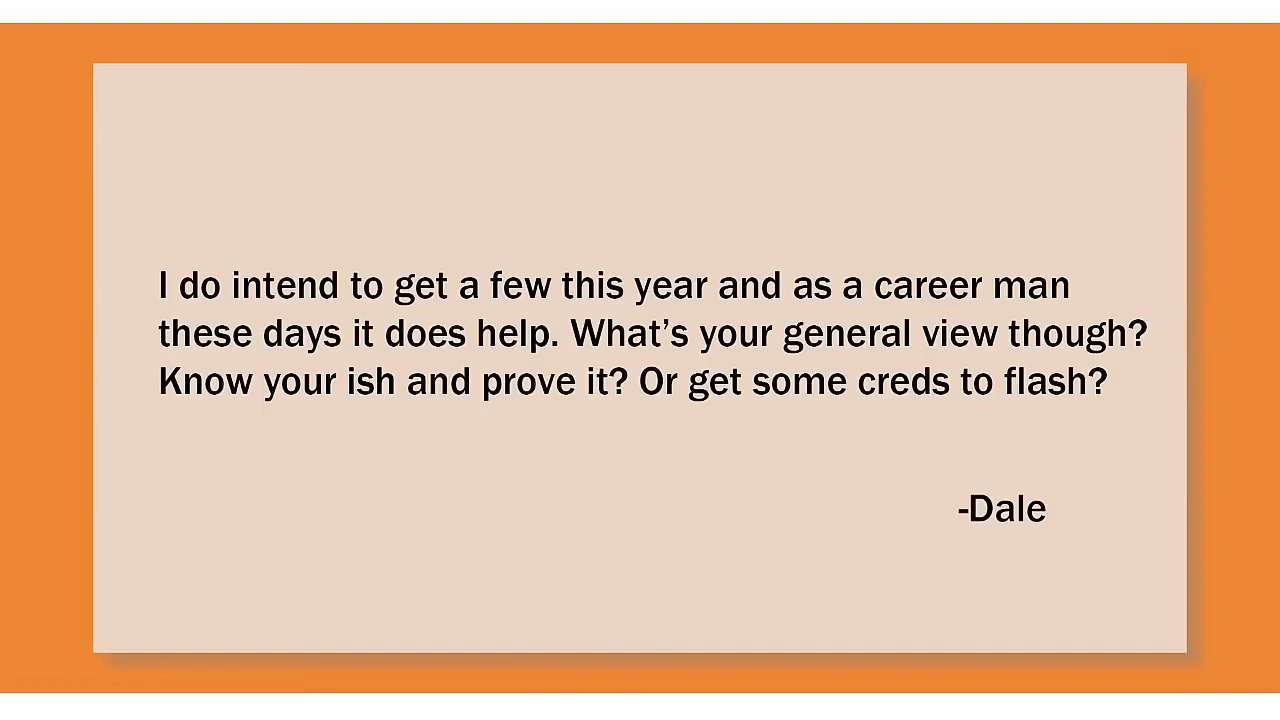 I do intend to get a few this year and as a career man
these days it does help. What’s your general view though?
Know your ish and prove it? Or get some creds to flash?
-Dale